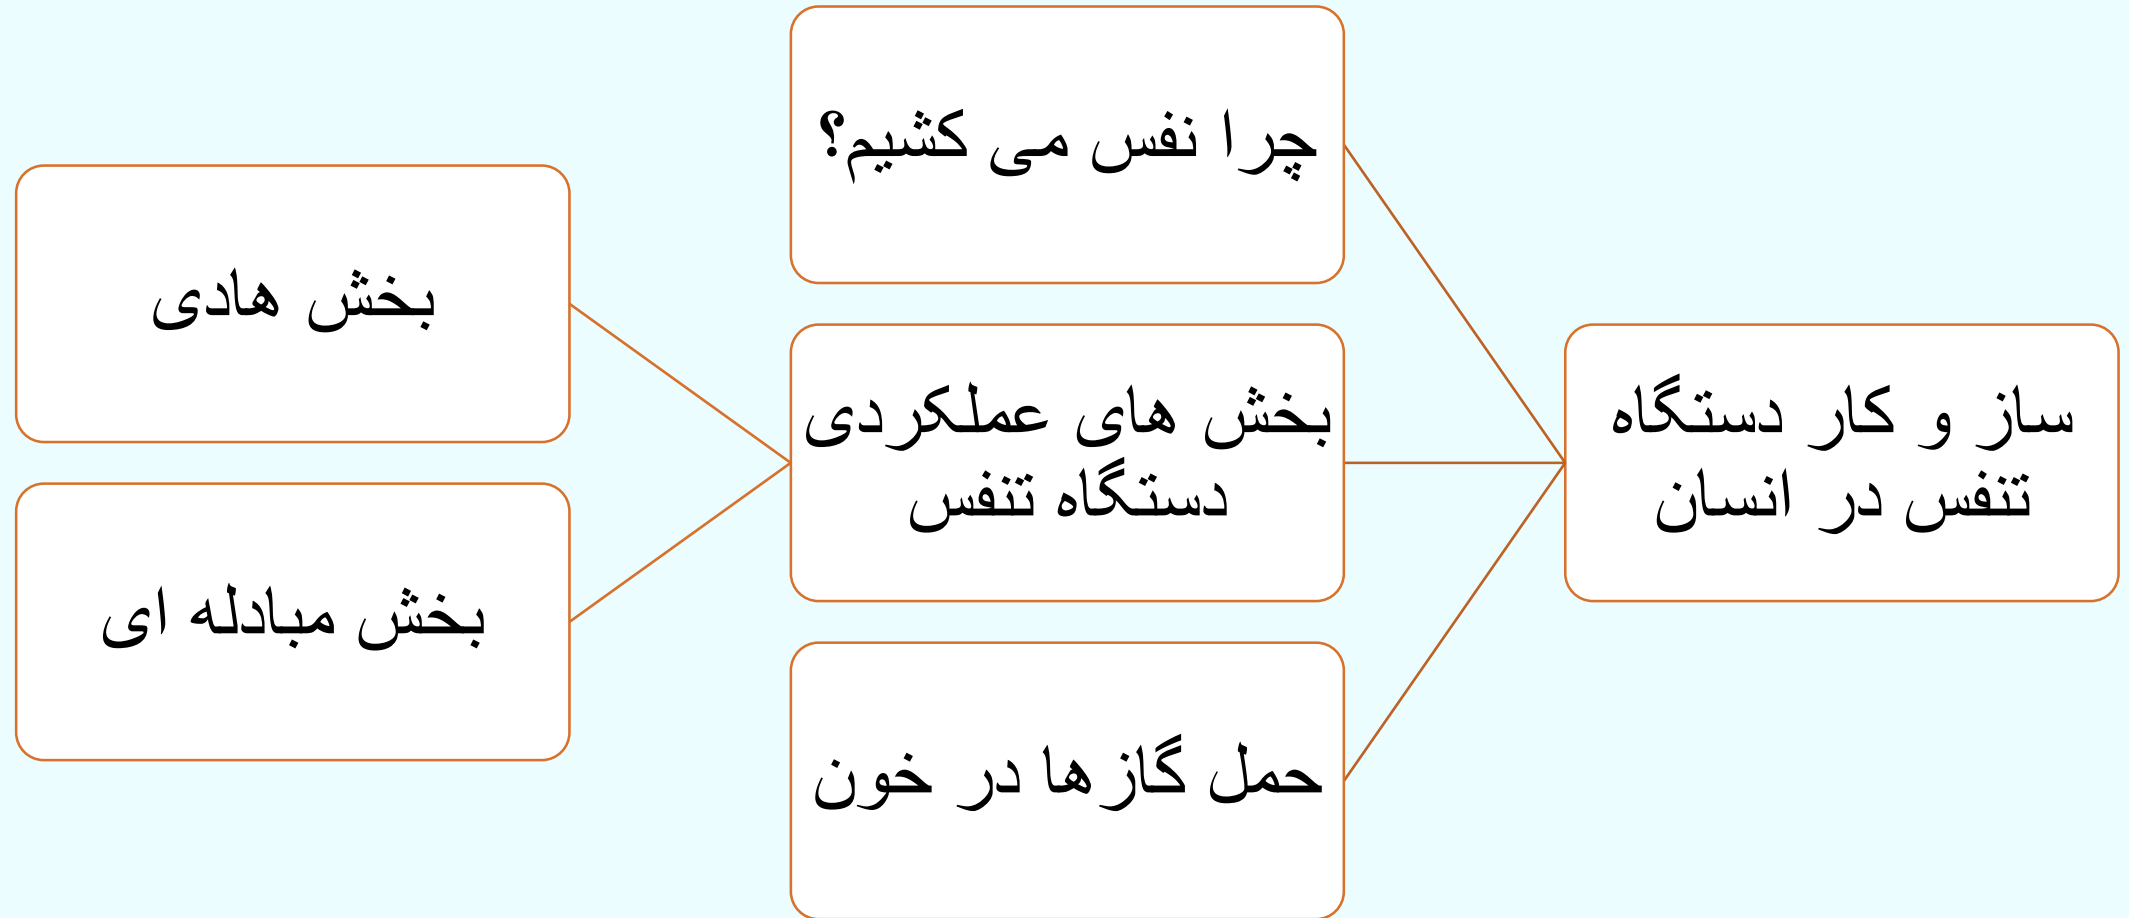 ساز و کار دستگاه
تنفس در انسان
چرا نفس می کشیم؟
بخش های عملکردی
دستگاه تنفس
حمل گازها در خون
بخش هادی
بخش مبادله ای